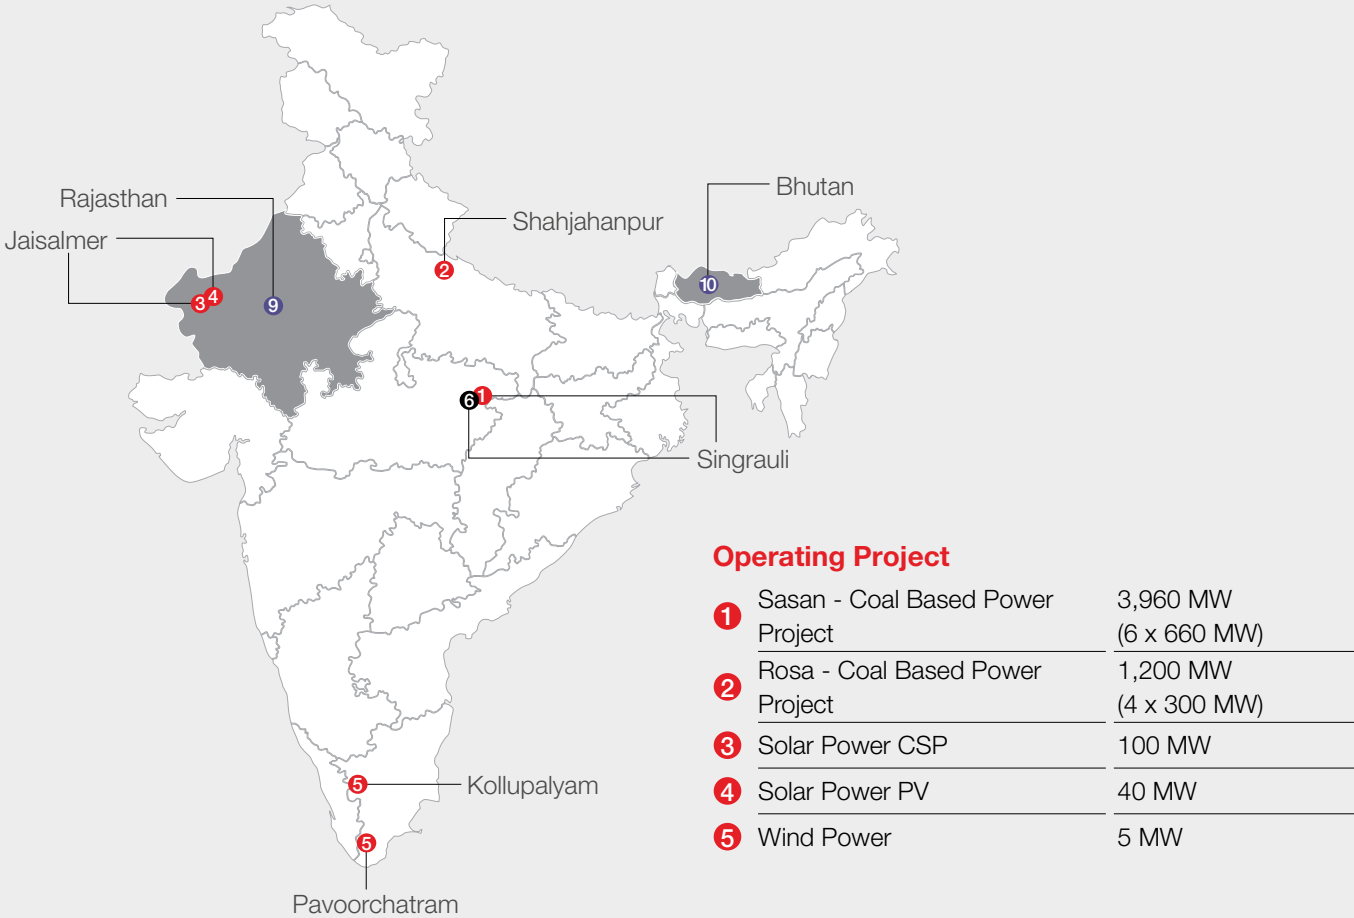 Rajasthan
Jaisalmer
Shahjahanpur
Bhutan
2
10
3
4
9
6
1
Singrauli
5
Kollupalyam
5
Pavoorchatram
Operating Project
1 Sasan - Coal Based Power Project 3,960 MW (6 x 660 MW)
2 Rosa - Coal Based Power Project 1,200 MW (4 x 300 MW)
3 Solar Power CSP 100 MW
4 Solar Power PV 40 MW
5 Wind Power 5 MW